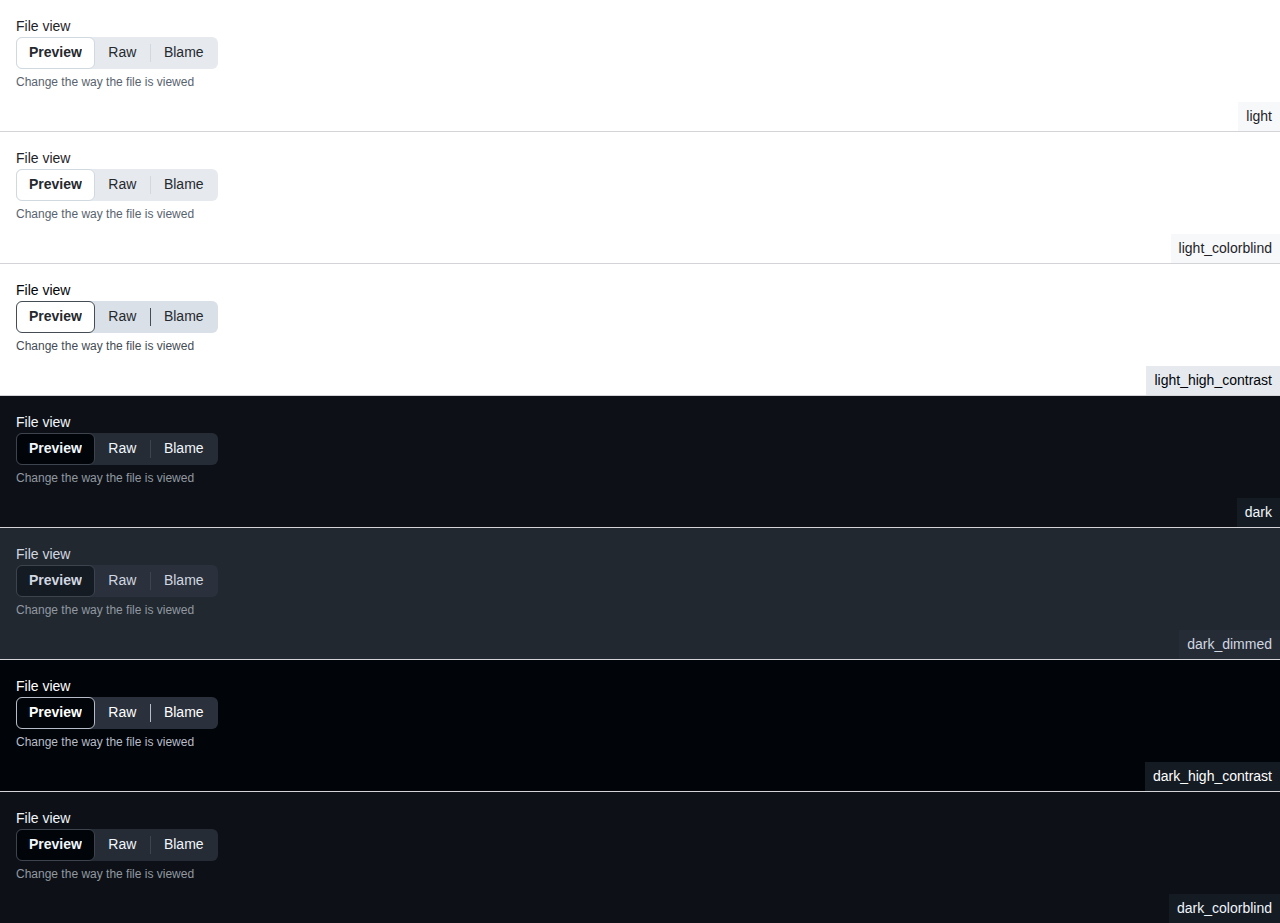 File view
Preview Raw Blame
Change the way the file is viewed
light
File view
Preview Raw Blame
Change the way the file is viewed
light_colorblind
File view
Preview Raw Blame
Change the way the file is viewed
light_high_contrast
File view
Preview Raw Blame
Change the way the file is viewed
dark
File view
Preview Raw Blame
Change the way the file is viewed
dark_dimmed
File view
Preview Raw Blame
Change the way the file is viewed
dark_high_contrast
File view
Preview Raw Blame
Change the way the file is viewed
dark_colorblind